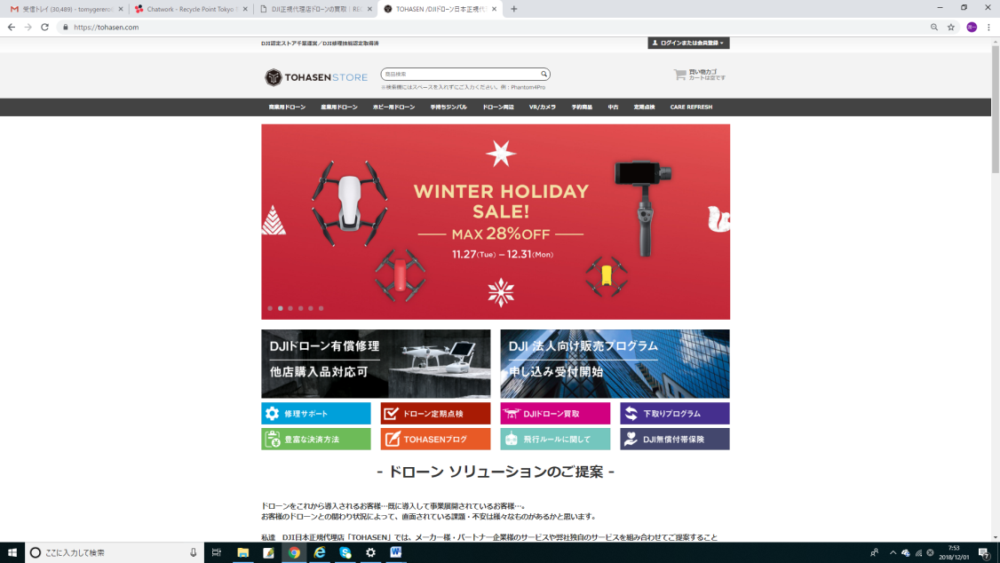 受信トレイ (30,489) - tomygerero
Chatwork - Recycle Point Tokyo
DJI正規代理店ドローンの買取 | REC
TOHASEN /DJIドローン日本正規代
https://tohasen.com
DJI認定ストア千里運営／DJI修理技能認定取得済
ログインまたは会員登録
TOHASEN STORE
商品検索
※検索欄にはスペースを入れずにご入力ください。例：Phantom4Pro
買い物カゴ
カートは空です
商業用ドローン 産業用ドローン ホビー用ドローン 手持ちジンバル ドローン周辺 VR/カメラ 予約商品 中古 定期点検 CARE REFRESH
WINTER HOLIDAY
SALE!
MAX 28%OFF
11.27(Tue) – 12.31(Mon)
DJIドローン有償修理
他店購入品対応可
DJI 法人向け販売プログラム
申し込み受付開始
修理サポート ドローン定期点検 DJIドローン買取 下取りプログラム
豊富な決済方法 TOHASENブログ 飛行ルールに関して DJI無償付帯保険
- ドローン ソリューションのご提案 -
ドローンをこれから導入されるお客様…既に導入して事業展開されているお客様…。
お客様のドローンとの関わり状況によって、直面されている課題・不安は様々なものがあるかと思います。
私達 DJI日本正規代理店「TOHASEN」では、メーカー様・パートナー企業様のサービスや弊社独自のサービスを組み合わせてご提案すること
ここに入力して検索
7:53
2018/12/01